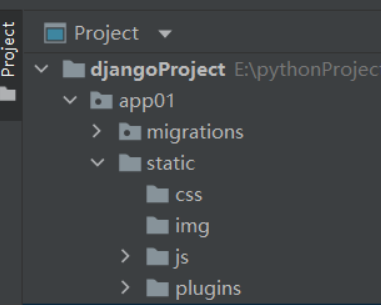 Project
Project
djangoProject E:\pythonProject
app01
migrations
static
css
img
js
plugins